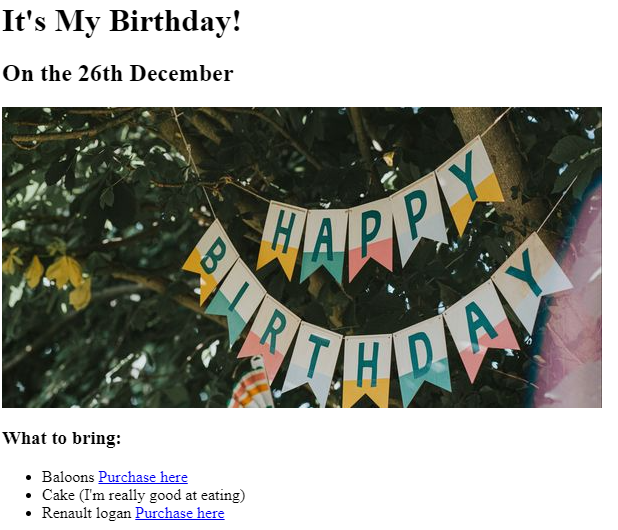 It's My Birthday!
On the 26th December
HAPPY
BIRTHDAY
What to bring:
Baloons Purchase here
Cake (I'm really good at eating)
Renault logan Purchase here